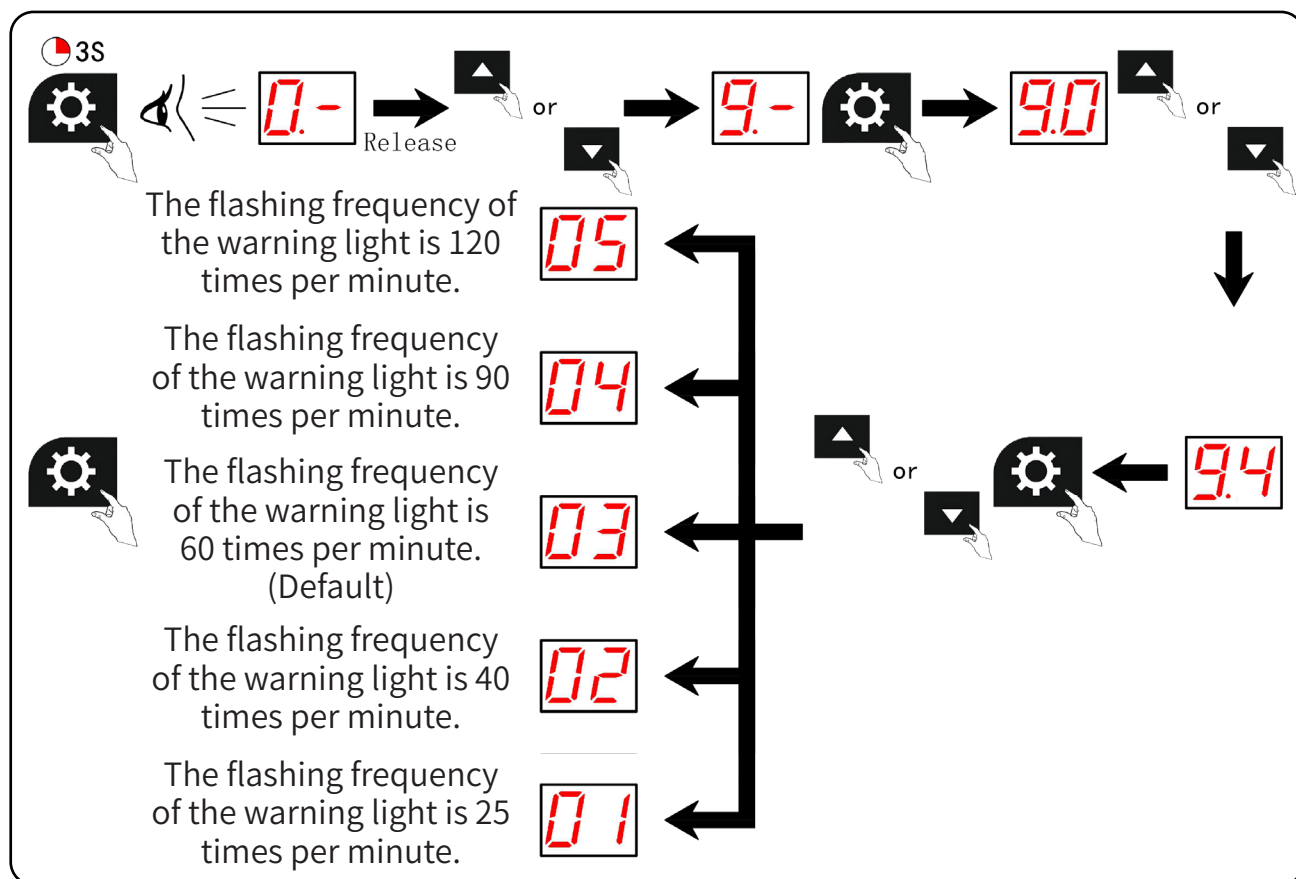 3S
0.-
Release
or
9.-
9.0
or
The flashing frequency of
the warning light is 120
times per minute.
05
The flashing frequency
of the warning light is 90
times per minute.
04
or
9.4
The flashing frequency
of the warning light is
60 times per minute.
(Default)
03
The flashing frequency
of the warning light is 40
times per minute.
02
The flashing frequency
of the warning light is 25
times per minute.
01